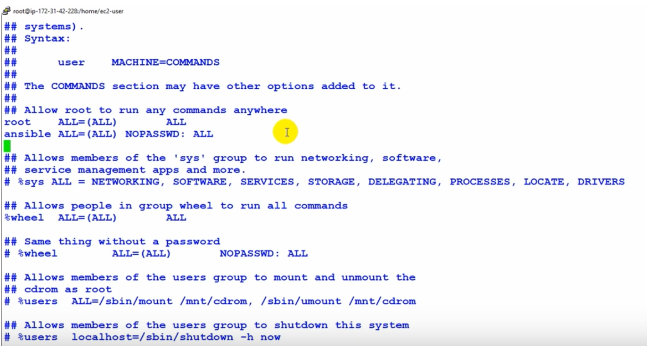 root@ip-172-31-42-228:/home/ec2-user
## systems).
## Syntax:
##
##      user    MACHINE=COMMANDS
##
## The COMMANDS section may have other options added to it.
##
## Allow root to run any commands anywhere
root    ALL=(ALL)       ALL
ansible ALL=(ALL) NOPASSWD: ALL
## Allows members of the 'sys' group to run networking, software,
## service management apps and more.
# %sys ALL = NETWORKING, SOFTWARE, SERVICES, STORAGE, DELEGATING, PROCESSES, LOCATE, DRIVERS
## Allows people in group wheel to run all commands
%wheel  ALL=(ALL)       ALL
## Same thing without a password
# %wheel        ALL=(ALL)       NOPASSWD: ALL
## Allows members of the users group to mount and unmount the
## cdrom as root
# %users  ALL=/sbin/mount /mnt/cdrom, /sbin/umount /mnt/cdrom
## Allows members of the users group to shutdown this system
# %users  localhost=/sbin/shutdown -h now